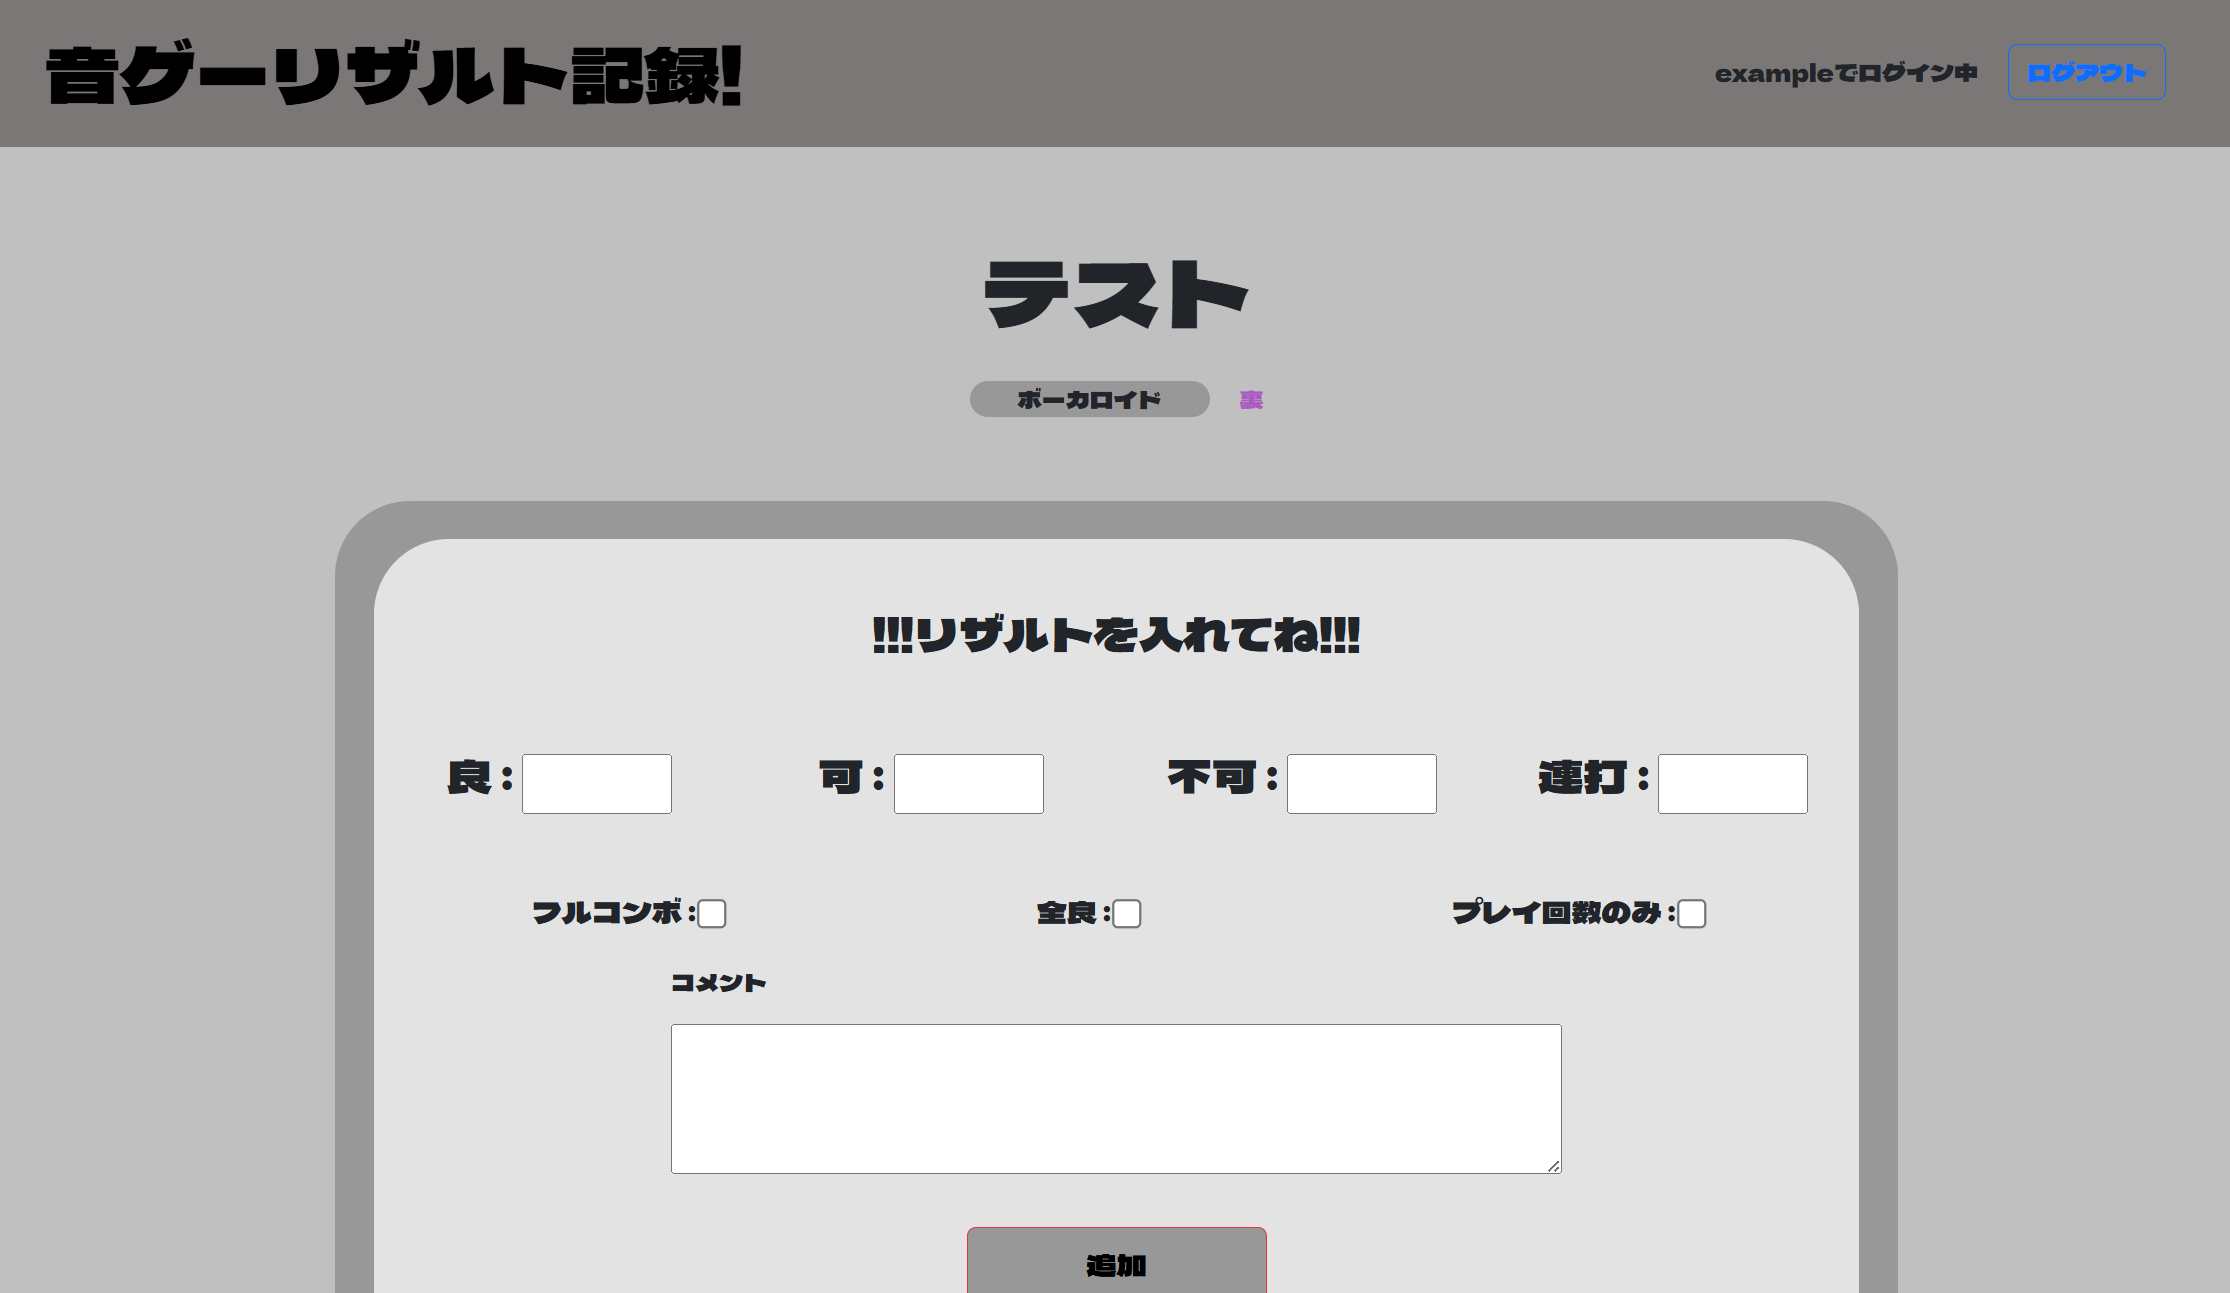 音ゲーリザルト記録!
exampleでログイン中 ログアウト
テスト
ボーカロイド 裏
!!!リザルトを入れてね!!!
良: 可: 不可: 連打:
フルコンボ: 全良: プレイ回数のみ:
コメント
追加